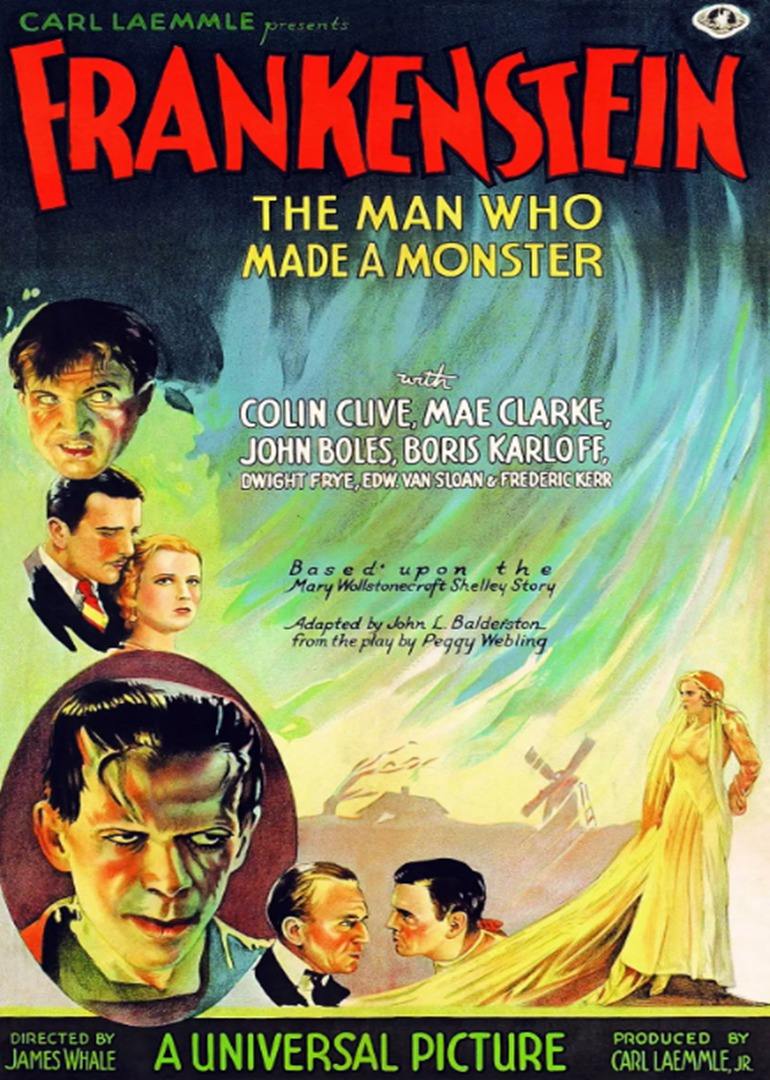 CARL LAEMMLE presents
FRANKENSTEIN
THE MAN WHO
MADE A MONSTER
with
COLIN CLIVE, MAE CLARKE,
JOHN BOLES, BORIS KARLOFF,
DWIGHT FRYE, EDW. VAN SLOAN & FREDERIC KERR
Based upon the
Mary Wollstonecraft Shelley Story
Adapted by John L. Balderston
from the play by Peggy Webling
DIRECTED BY
JAMES WHALE
A UNIVERSAL PICTURE
PRODUCED BY
CARL LAEMMLE, JR.